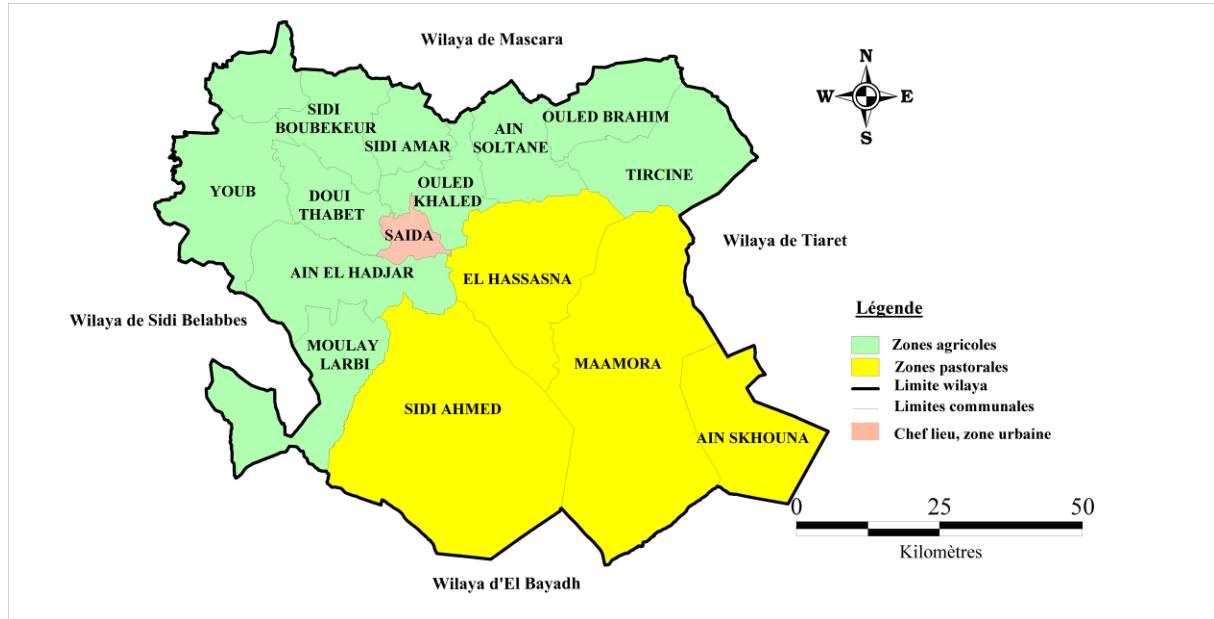 Wilaya de Mascara
N
W
E
S
SIDI
BOUBEKEUR
SIDI AMAR
AIN
SOLTANE
OULED BRAHIM
TIRCINE
YOUB
DOUI
THABET
OULED
KHALED
SAIDA
Wilaya de Tiaret
AIN EL HADJAR
EL HASSASNA
Wilaya de Sidi Belabbes
MOULAY
LARBI
MAAMORA
SIDI AHMED
AIN SKHOUNA
Légende
Zones agricoles
Zones pastorales
Limite wilaya
Limites communales
Chef lieu, zone urbaine
0 25 50
Kilomètres
Wilaya d'El Bayadh